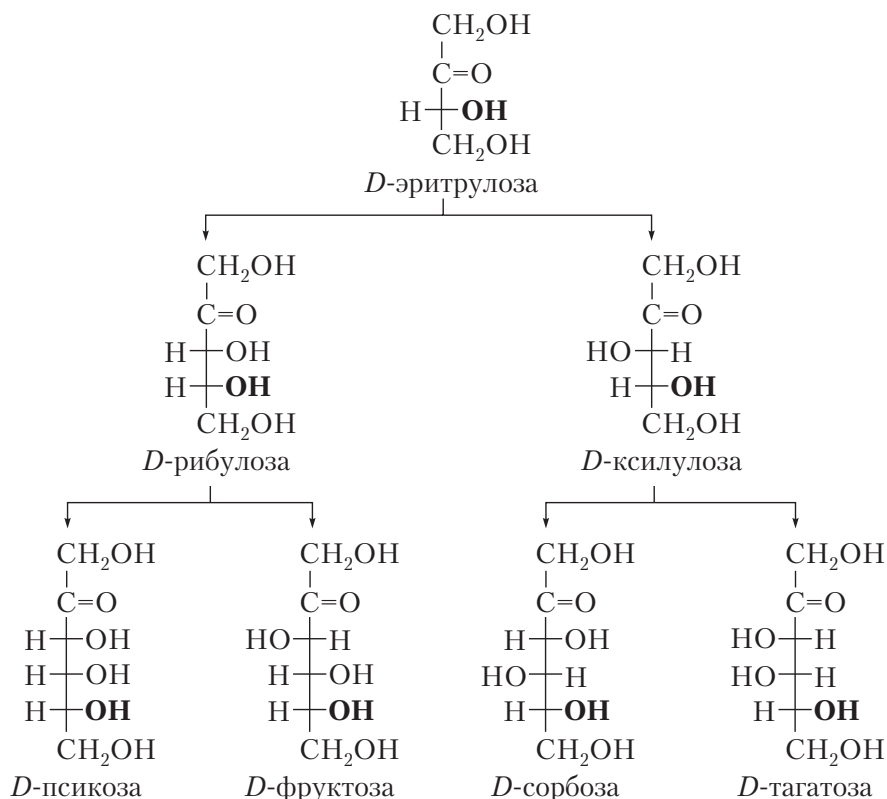 CH₂OH
C=O
H OH
CH₂OH
D-эритрулоза
CH₂OH CH₂OH
C=O C=O
H OH HO H
H OH H OH
CH₂OH CH₂OH
D-рибулоза D-ксилулоза
CH₂OH CH₂OH CH₂OH CH₂OH
C=O C=O C=O C=O
H OH HO H H OH HO H
H OH H OH HO H HO H
H OH H OH H OH H OH
CH₂OH CH₂OH CH₂OH CH₂OH
D-псикоза D-фруктоза D-сорбоза D-тагатоза